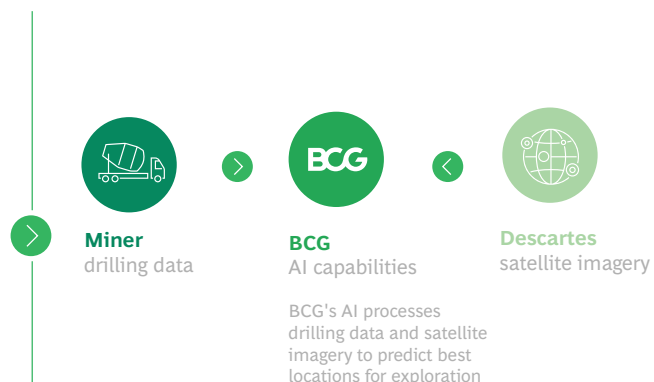 BCG
Miner
drilling data
BCG
AI capabilities
BCG's AI processes
drilling data and satellite
imagery to predict best
locations for exploration
Descartes
satellite imagery